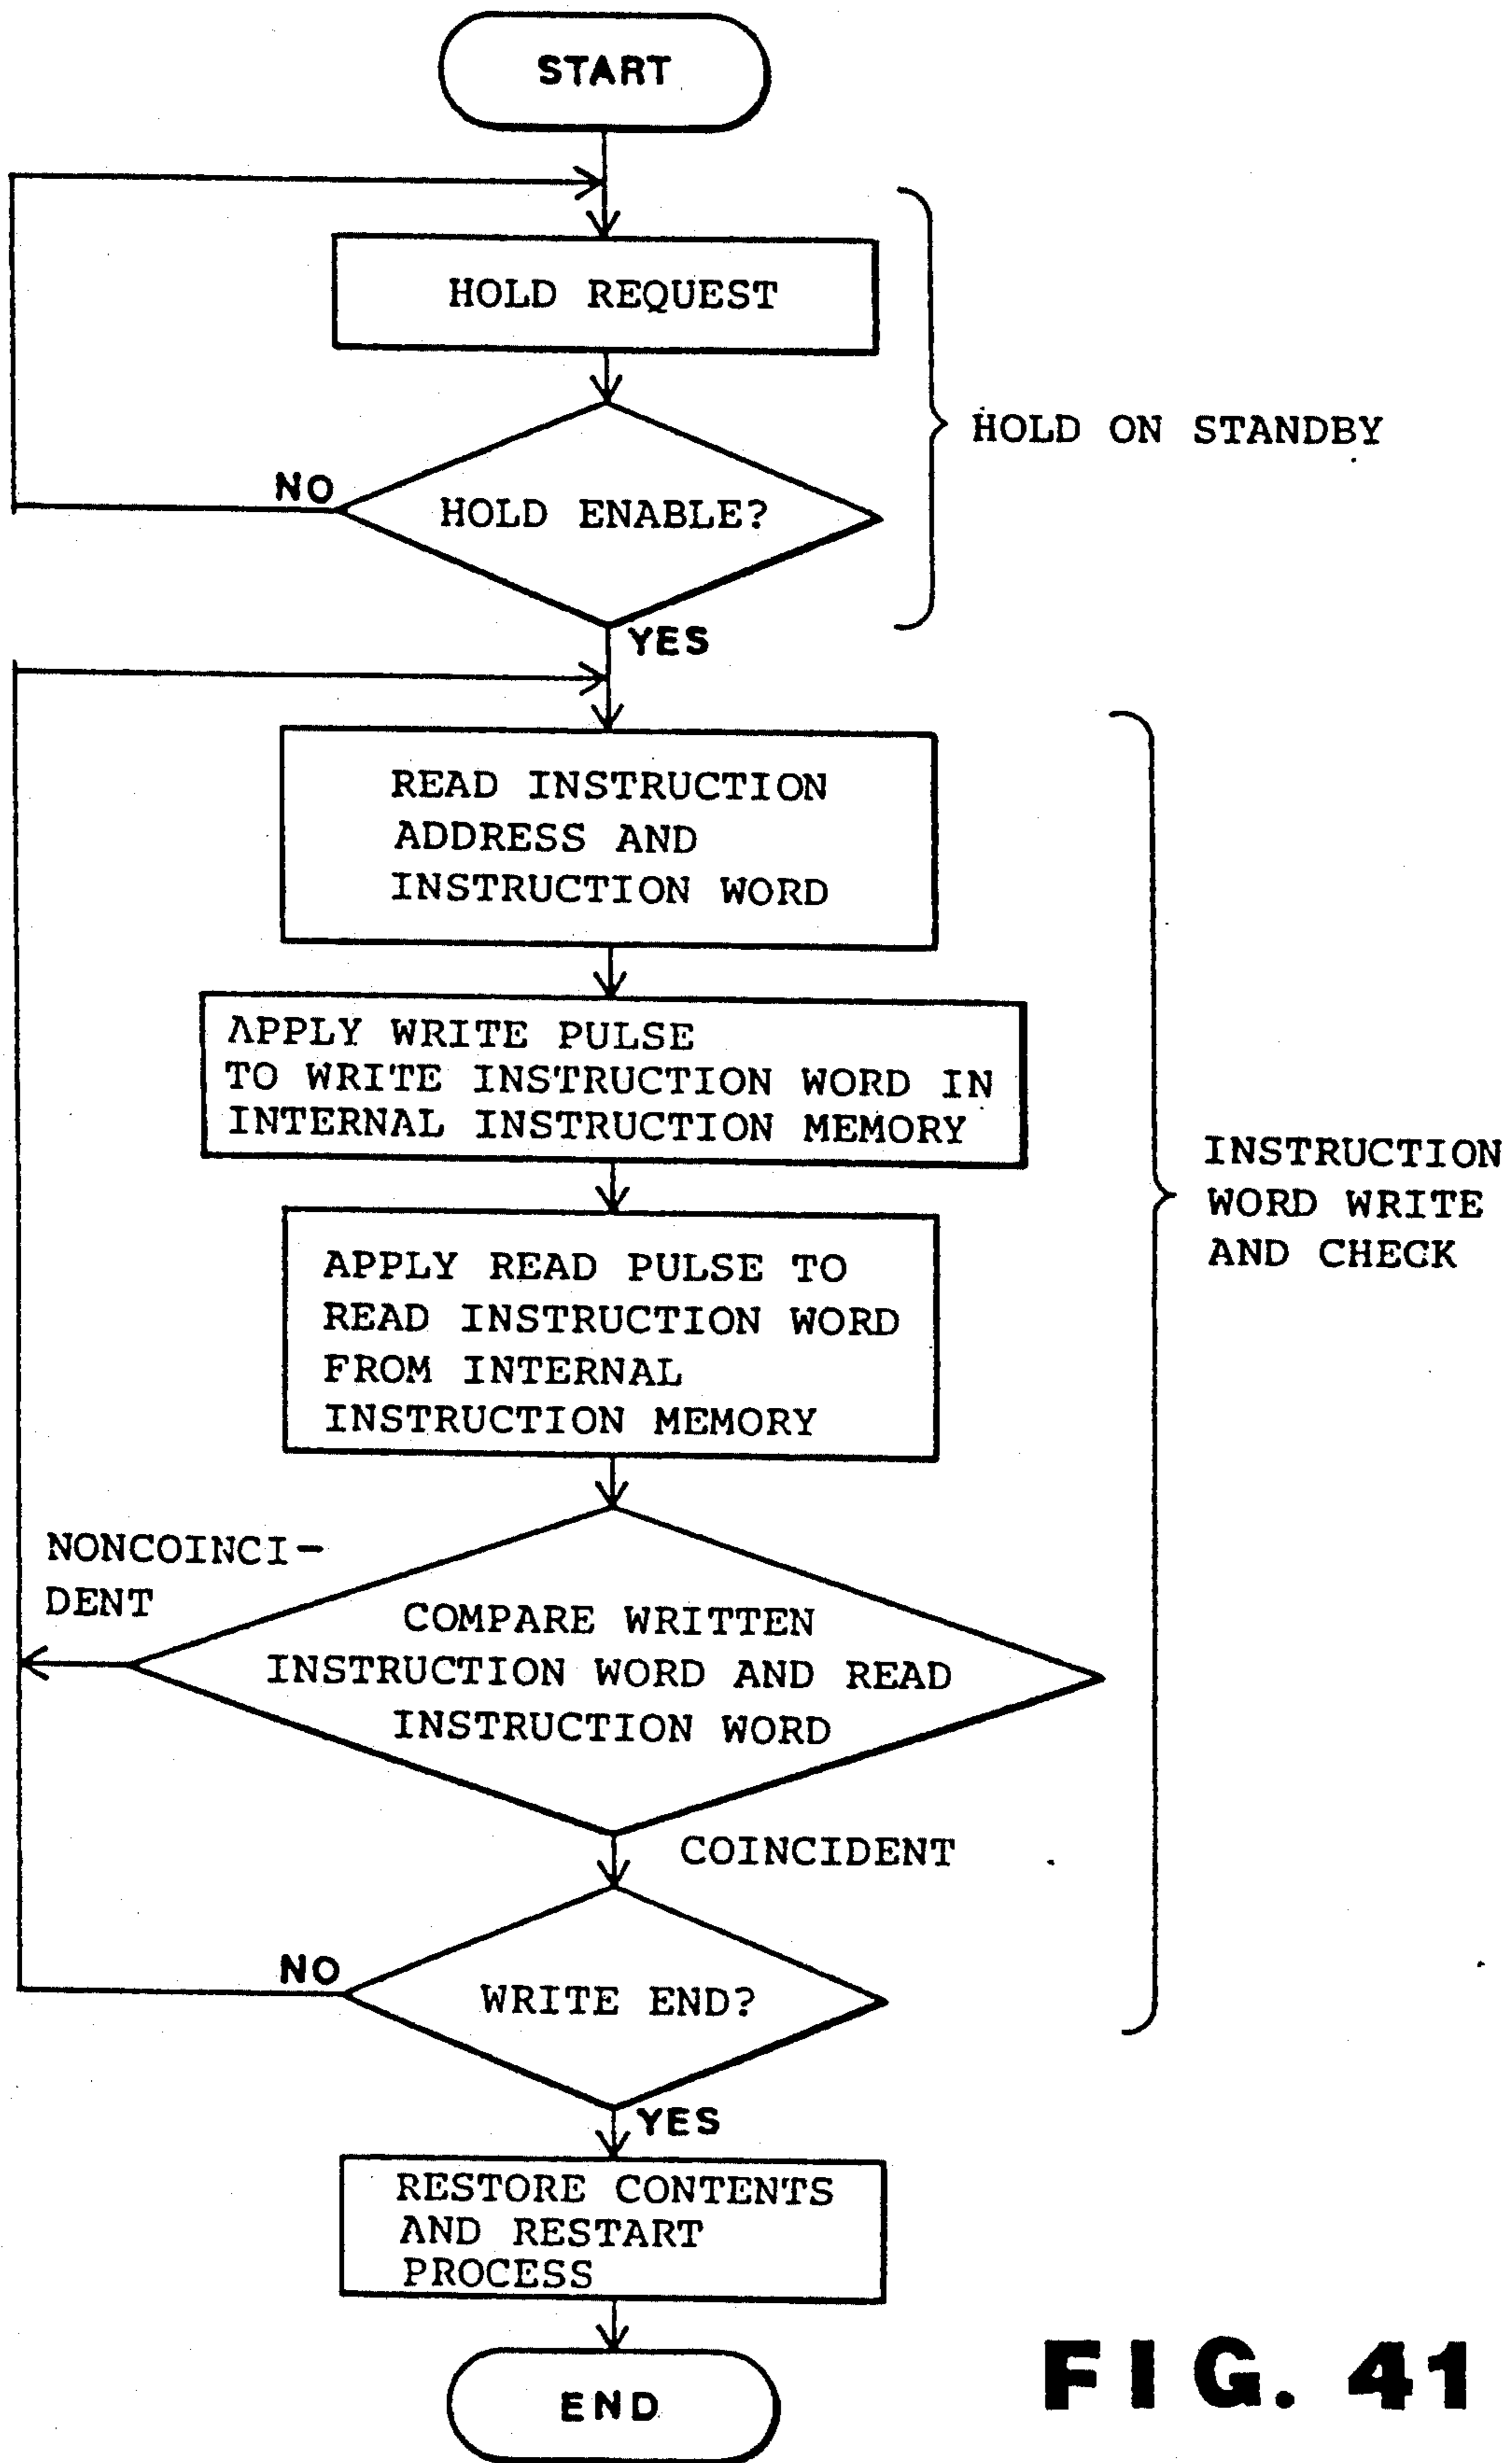 START
HOLD REQUEST
HOLD ON STANDBY
NO
HOLD ENABLE?
YES
READ INSTRUCTION
ADDRESS AND
INSTRUCTION WORD
APPLY WRITE PULSE
TO WRITE INSTRUCTION WORD IN
INTERNAL INSTRUCTION MEMORY
INSTRUCTION
WORD WRITE
AND CHECK
APPLY READ PULSE TO
READ INSTRUCTION WORD
FROM INTERNAL
INSTRUCTION MEMORY
NONCOINCI-
DENT
COMPARE WRITTEN
INSTRUCTION WORD AND READ
INSTRUCTION WORD
COINCIDENT
NO
WRITE END?
YES
RESTORE CONTENTS
AND RESTART
PROCESS
END
FIG. 41